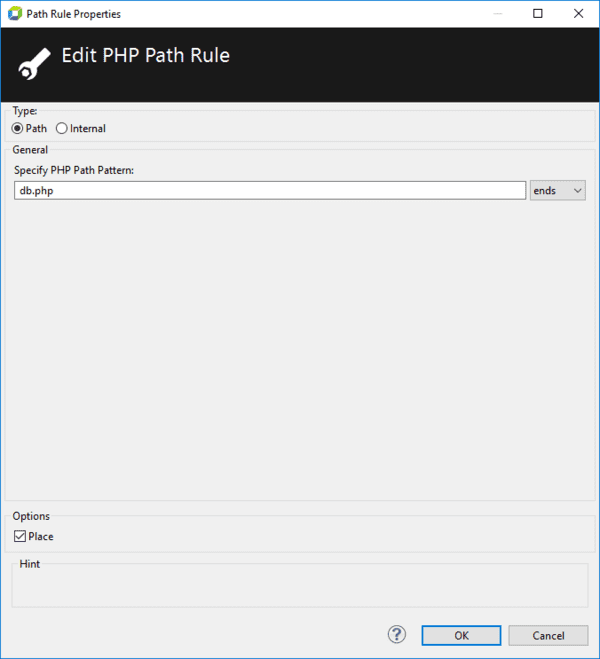 Path Rule Properties
Edit PHP Path Rule
Type:
Path Internal
General
Specify PHP Path Pattern:
db.php ends
Options
Place
Hint
? OK Cancel